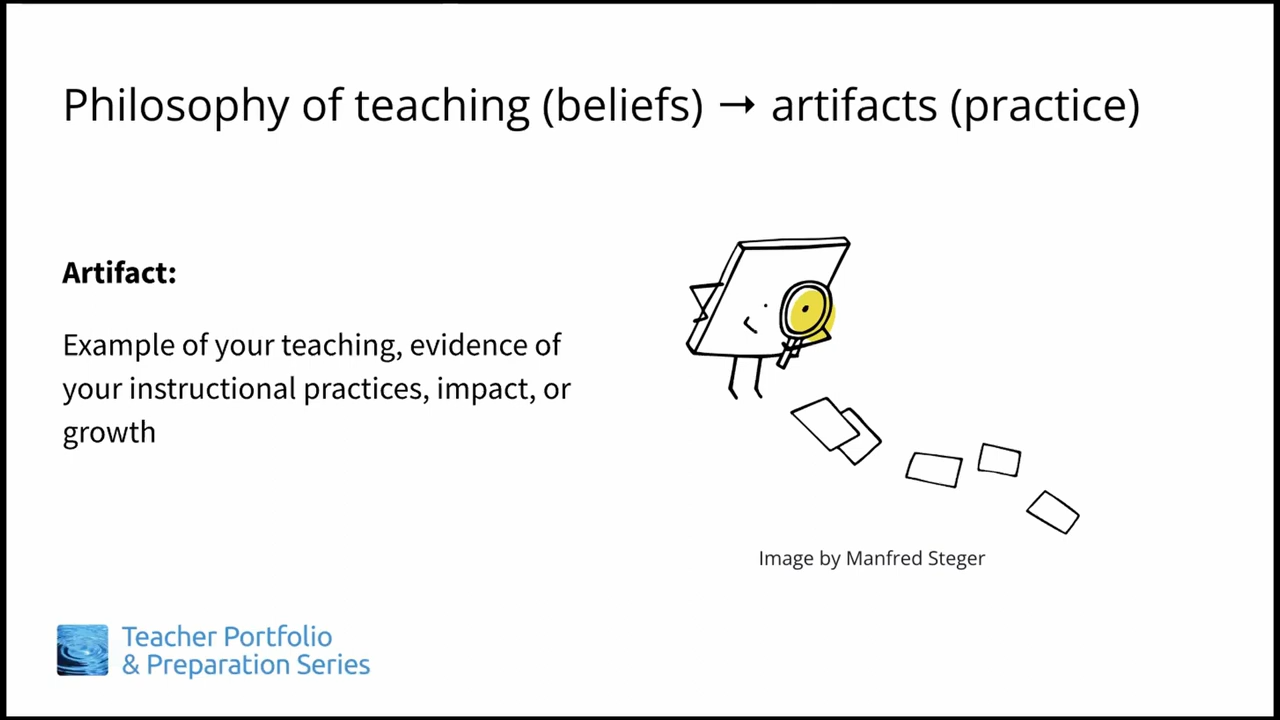 Philosophy of teaching (beliefs) → artifacts (practice)
Artifact:
Example of your teaching, evidence of
your instructional practices, impact, or
growth
Image by Manfred Steger
Teacher Portfolio
& Preparation Series